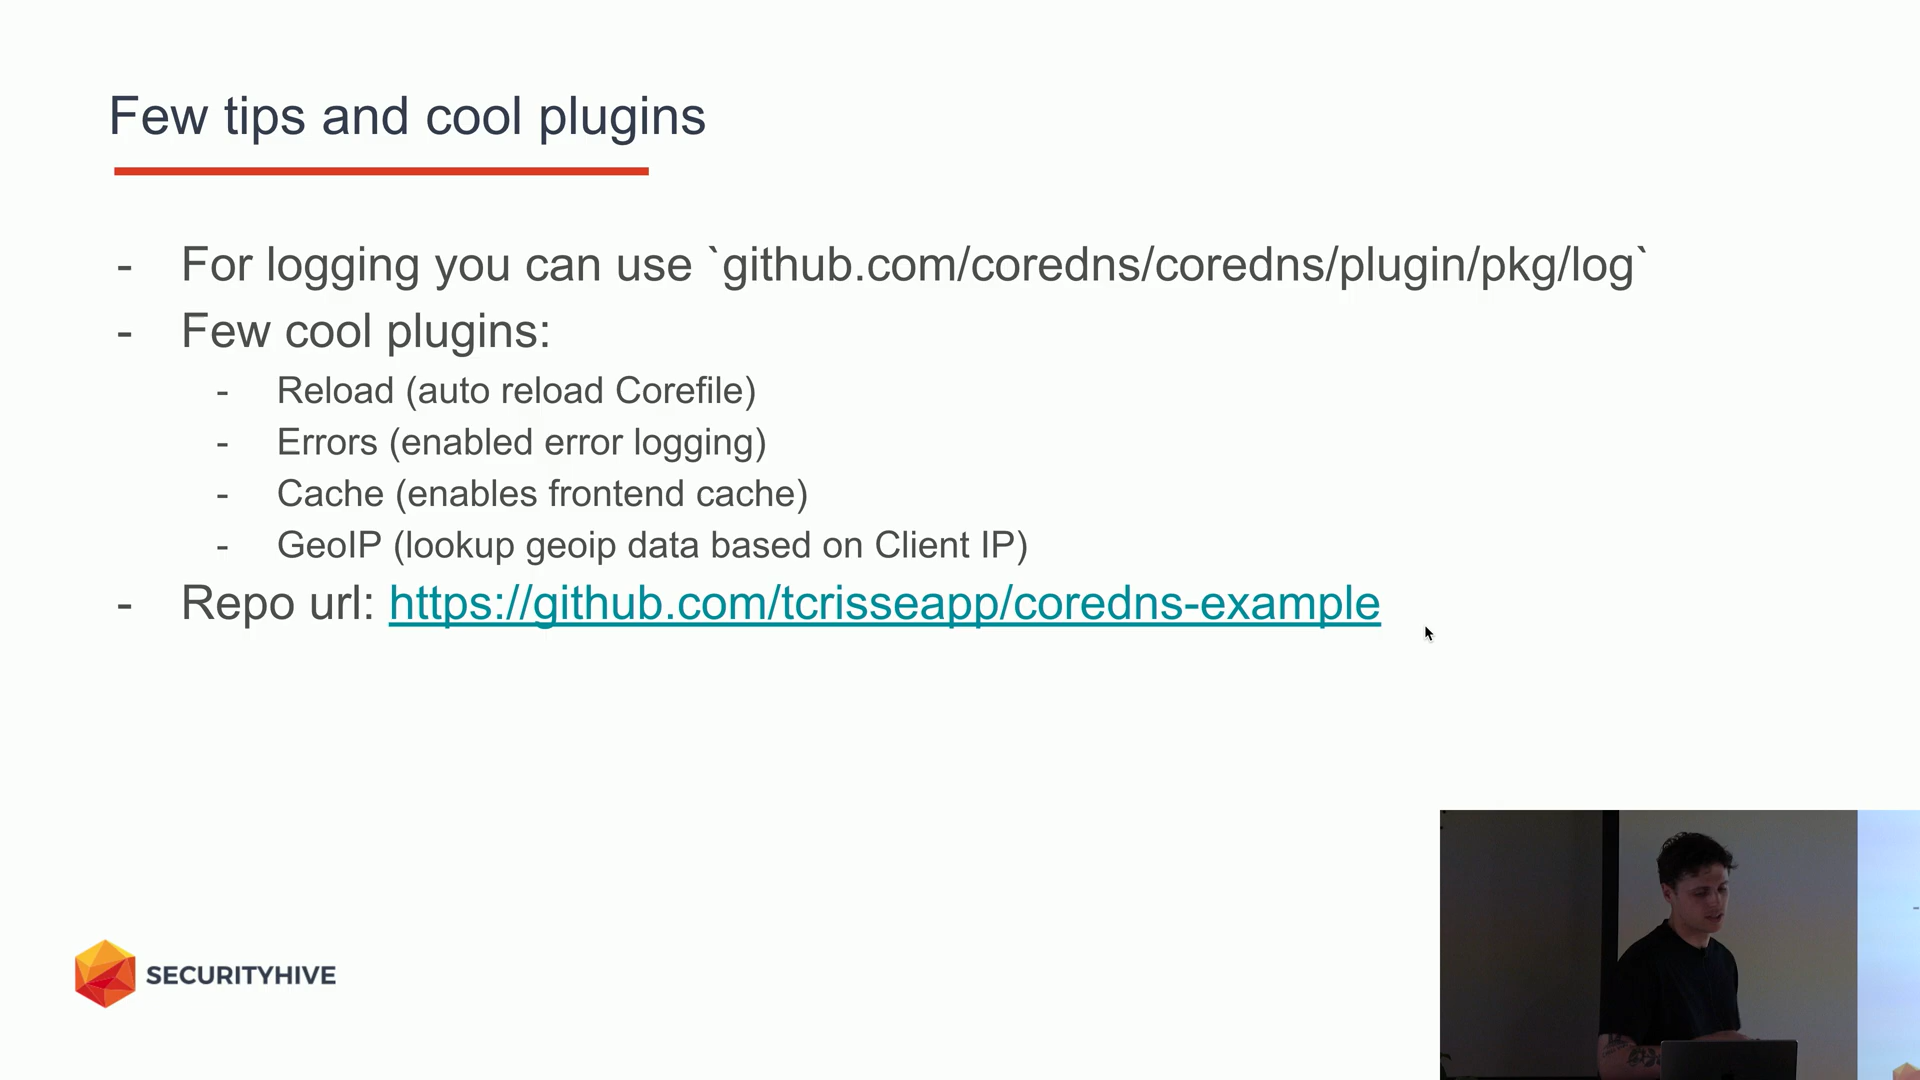 Few tips and cool plugins
- For logging you can use `github.com/coredns/coredns/plugin/pkg/log`
- Few cool plugins:
- Reload (auto reload Corefile)
- Errors (enabled error logging)
- Cache (enables frontend cache)
- GeoIP (lookup geoip data based on Client IP)
- Repo url: https://github.com/tcrisseapp/coredns-example
SECURITYHIVE